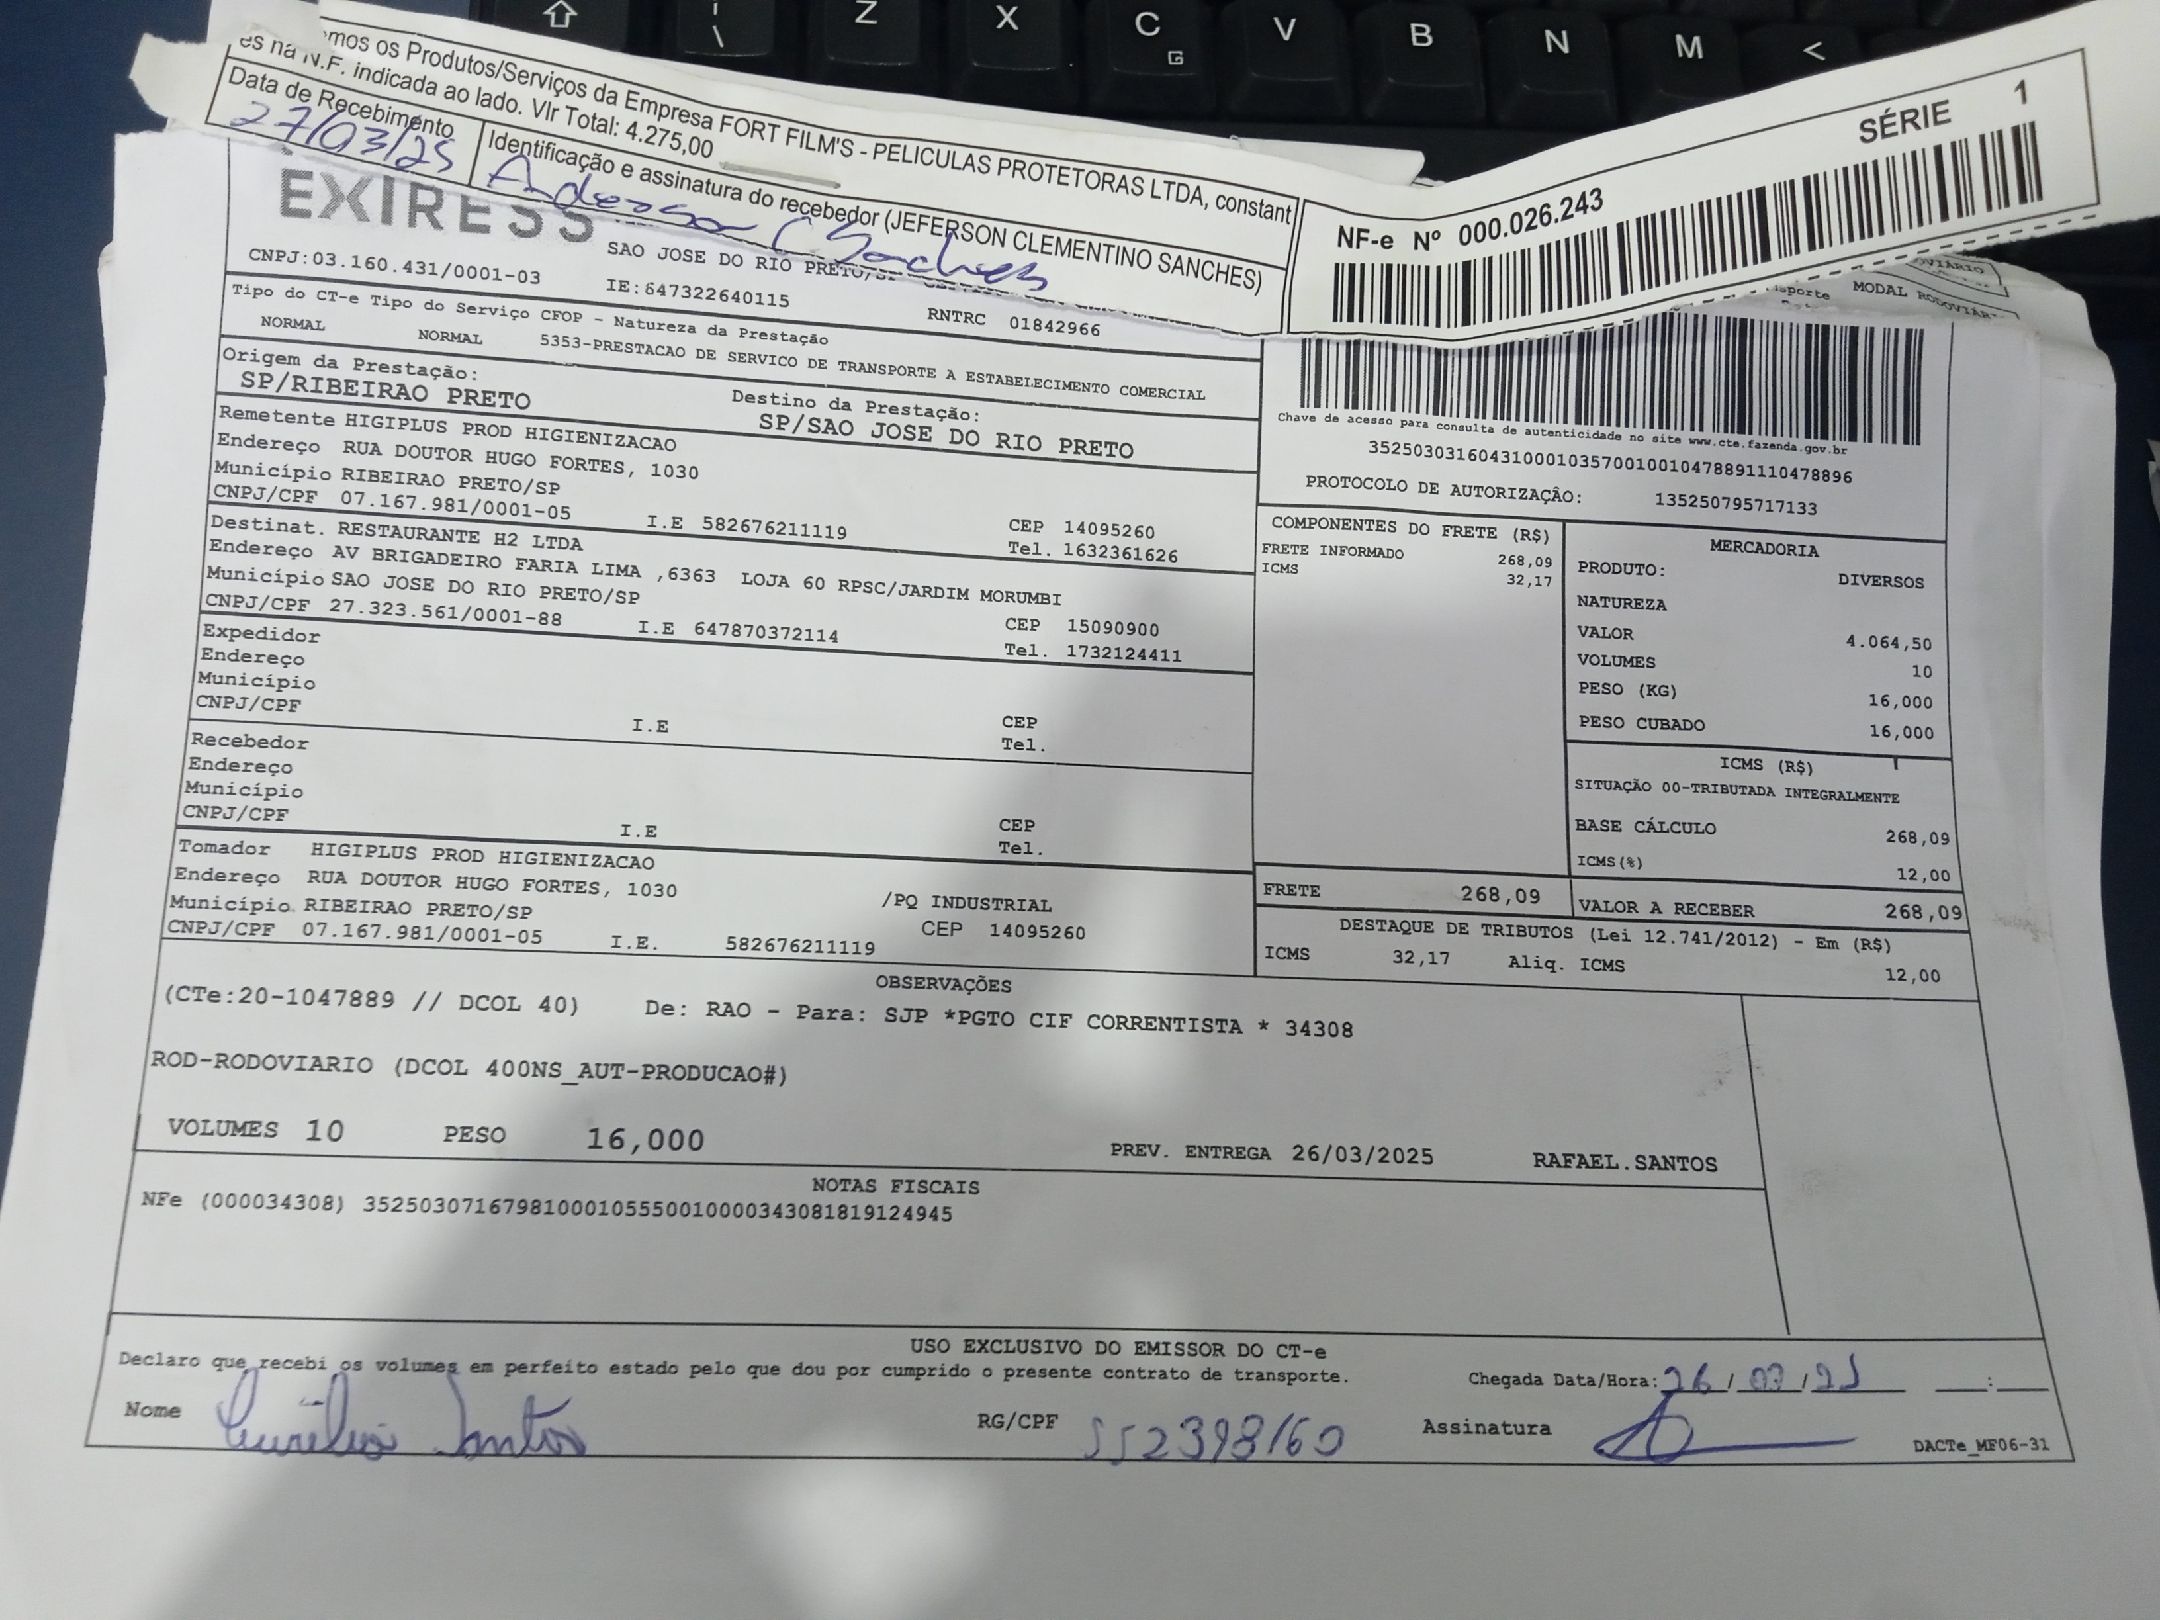 Z X C G V B N M <
mos os Produtos/Serviços da Empresa FORT FILM'S - PELICULAS PROTETORAS LTDA, constant
es na N.F. indicada ao lado. Vlr Total: 4.275,00
Data de Recebimento
27/03/25
Identificação e assinatura do recebedor (JEFERSON CLEMENTINO SANCHES)
SÉRIE 1
NF-e Nº 000.026.243
SAO JOSE DO RIO PRETO/
CNPJ:03.160.431/0001-03 IE:647322640115 RNTRC 01842966
MODAL RODOVIAR
Tipo do CT-e Tipo do Serviço CFOP - Natureza da Prestação
NORMAL NORMAL 5353-PRESTACAO DE SERVICO DE TRANSPORTE A ESTABELECIMENTO COMERCIAL
Origem da Prestação: Destino da Prestação:
SP/RIBEIRAO PRETO SP/SAO JOSE DO RIO PRETO
Remetente HIGIPLUS PROD HIGIENIZACAO
Endereço RUA DOUTOR HUGO FORTES, 1030
Município RIBEIRAO PRETO/SP CEP 14095260
CNPJ/CPF 07.167.981/0001-05 I.E 582676211119 Tel. 1632361626
Destinat. RESTAURANTE H2 LTDA
Endereço AV BRIGADEIRO FARIA LIMA ,6363 LOJA 60 RPSC/JARDIM MORUMBI
Município SAO JOSE DO RIO PRETO/SP CEP 15090900
CNPJ/CPF 27.323.561/0001-88 I.E 647870372114 Tel. 1732124411
Expedidor
Endereço
Município CEP
CNPJ/CPF I.E Tel.
Recebedor
Endereço
Município CEP
CNPJ/CPF I.E Tel.
Tomador HIGIPLUS PROD HIGIENIZACAO
Endereço RUA DOUTOR HUGO FORTES, 1030 /PQ INDUSTRIAL
Município RIBEIRAO PRETO/SP CEP 14095260
CNPJ/CPF 07.167.981/0001-05 I.E. 582676211119
Chave de acesso para consulta de autenticidade no site www.cte.fazenda.gov.br
35250303160431000103570010010478891110478896
PROTOCOLO DE AUTORIZAÇÃO: 135250795717133
COMPONENTES DO FRETE (R$)
FRETE INFORMADO 268,09
ICMS 32,17
MERCADORIA
PRODUTO: DIVERSOS
NATUREZA
VALOR 4.064,50
VOLUMES 10
PESO (KG) 16,000
PESO CUBADO 16,000
ICMS (R$)
SITUAÇÃO 00-TRIBUTADA INTEGRALMENTE
BASE CÁLCULO 268,09
ICMS(%) 12,00
FRETE 268,09 VALOR A RECEBER 268,09
DESTAQUE DE TRIBUTOS (Lei 12.741/2012) - Em (R$)
ICMS 32,17 Aliq. ICMS 12,00
OBSERVAÇÕES
(CTe:20-1047889 // DCOL 40) De: RAO - Para: SJP *PGTO CIF CORRENTISTA * 34308
ROD-RODOVIARIO (DCOL 400NS_AUT-PRODUCAO#)
VOLUMES 10 PESO 16,000 PREV. ENTREGA 26/03/2025 RAFAEL.SANTOS
NOTAS FISCAIS
NFe (000034308) 35250307167981000105550010000343081819124945
USO EXCLUSIVO DO EMISSOR DO CT-e
Declaro que recebi os volumes em perfeito estado pelo que dou por cumprido o presente contrato de transporte. Chegada Data/Hora: 26/03/25 __:__
Nome Santos RG/CPF 552398160 Assinatura
DACTe_MF06-31